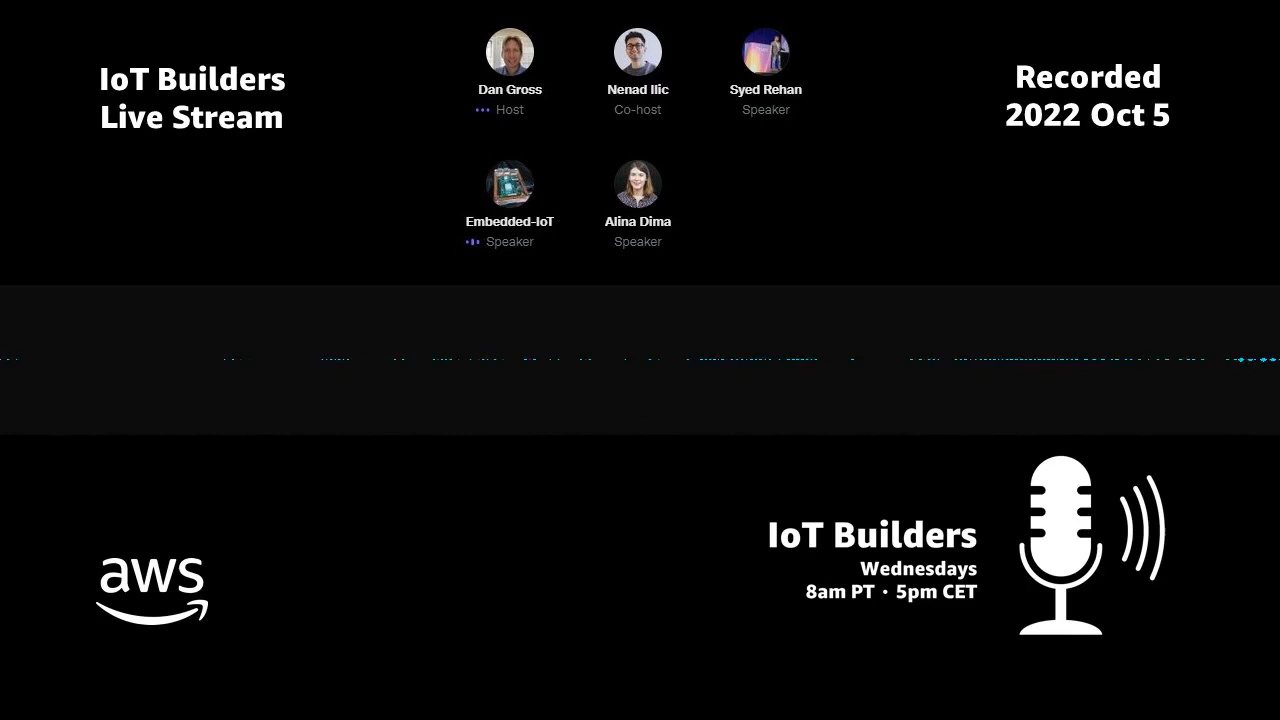 IoT Builders
Live Stream
Dan Gross
Host
Nenad Ilic
Co-host
Syed Rehan
Speaker
Recorded
2022 Oct 5
Embedded-IoT
Speaker
Alina Dima
Speaker
aws
IoT Builders
Wednesdays
8am PT · 5pm CET